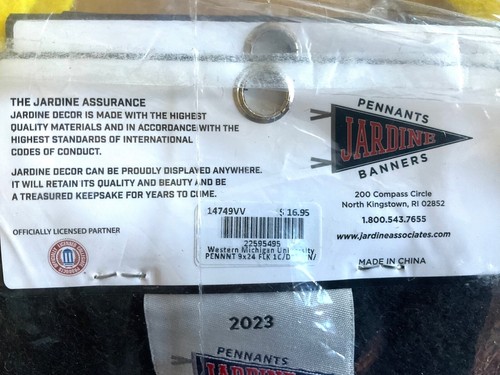 THE JARDINE ASSURANCE
JARDINE DECOR IS MADE WITH THE HIGHEST
QUALITY MATERIALS AND IN ACCORDANCE WITH THE
HIGHEST STANDARDS OF INTERNATIONAL
CODES OF CONDUCT.
JARDINE DECOR CAN BE PROUDLY DISPLAYED ANYWHERE.
IT WILL RETAIN ITS QUALITY AND BEAUTY AND BE
A TREASURED KEEPSAKE FOR YEARS TO COME.
OFFICIALLY LICENSED PARTNER
PENNANTS
JARDINE
BANNERS
200 Compass Circle
North Kingstown, RI 02852
1.800.543.7655
www.jardineassociates.com
MADE IN CHINA
14749VV $ 16.95
22595495
Western Michigan University
PENNNT 9x24 FLK 1C/
2023
PENNANTS
JARDINE